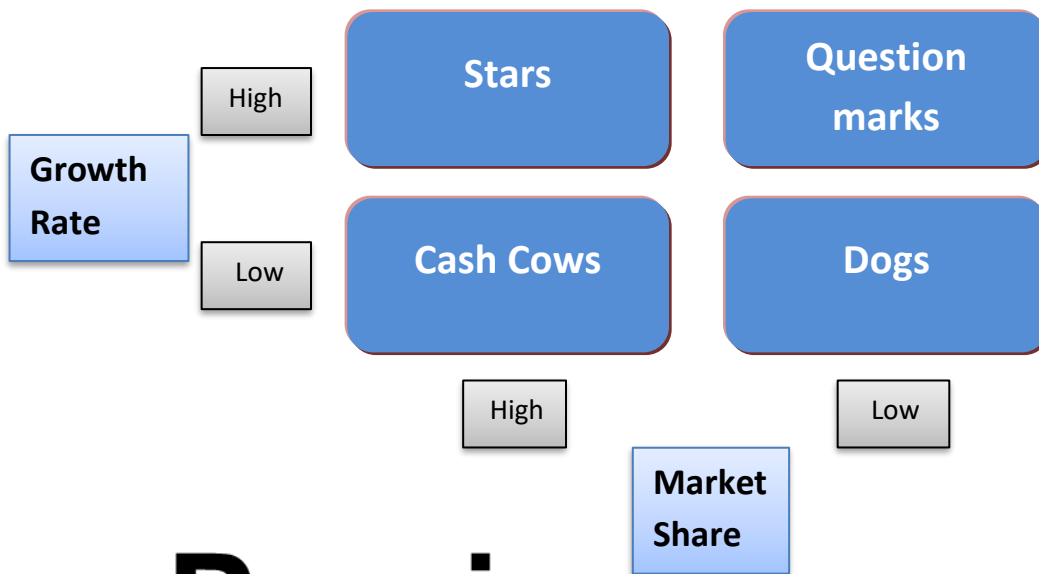 Stars
Question
marks
High
Growth
Rate
Cash Cows
Dogs
Low
High
Low
Market
Share